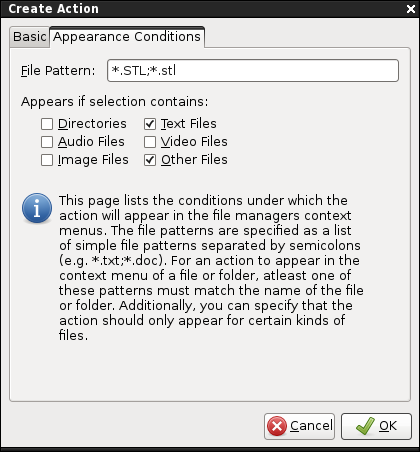 Create Action
Basic Appearance Conditions
File Pattern: *.STL;*.stl
Appears if selection contains:
Directories Text Files
Audio Files Video Files
Image Files Other Files
This page lists the conditions under which the
action will appear in the file managers context
menus. The file patterns are specified as a list
of simple file patterns separated by semicolons
(e.g. *.txt;*.doc). For an action to appear in the
context menu of a file or folder, atleast one of
these patterns must match the name of the file
or folder. Additionally, you can specify that the
action should only appear for certain kinds of
files.
Cancel OK